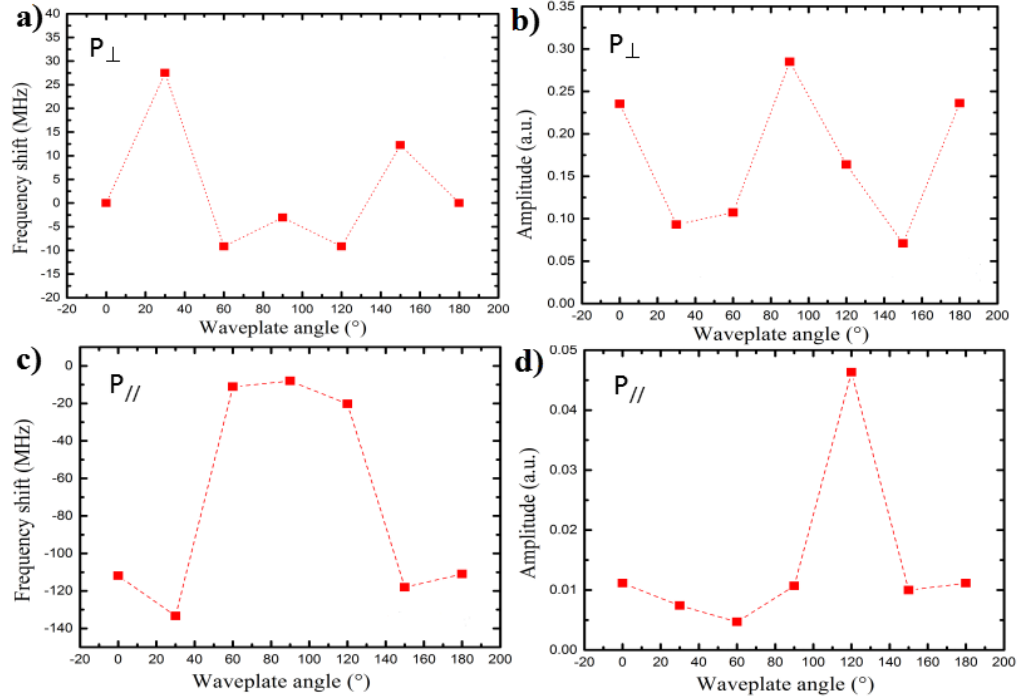 a)
P⊥
Frequency shift (MHz)
40
35
30
25
20
15
10
5
0
-5
-10
-15
-20
-20 0 20 40 60 80 100 120 140 160 180 200
Waveplate angle (°)
b)
P⊥
Amplitude (a.u.)
0.35
0.30
0.25
0.20
0.15
0.10
0.05
0.00
-20 0 20 40 60 80 100 120 140 160 180 200
Waveplate angle (°)
c)
P//
Frequency shift (MHz)
0
-20
-40
-60
-80
-100
-120
-140
-20 0 20 40 60 80 100 120 140 160 180 200
Waveplate angle (°)
d)
P//
Amplitude (a.u.)
0.05
0.04
0.03
0.02
0.01
0.00
-20 0 20 40 60 80 100 120 140 160 180 200
Waveplate angle (°)